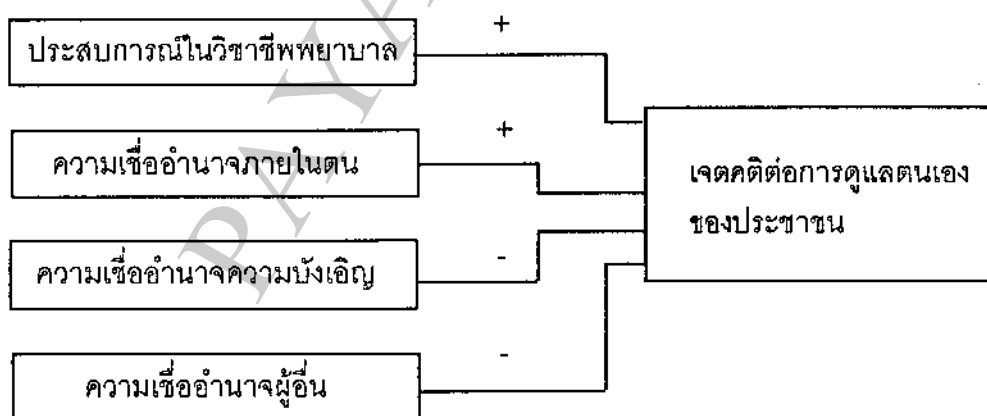 +
ประสบการณ์ในวิชาชีพพยาบาล
+
ความเชื่ออำนาจภายในตน
เจตคติต่อการดูแลตนเอง
ของประชาชน
-
ความเชื่ออำนาจความบังเอิญ
-
ความเชื่ออำนาจผู้อื่น
PAYA